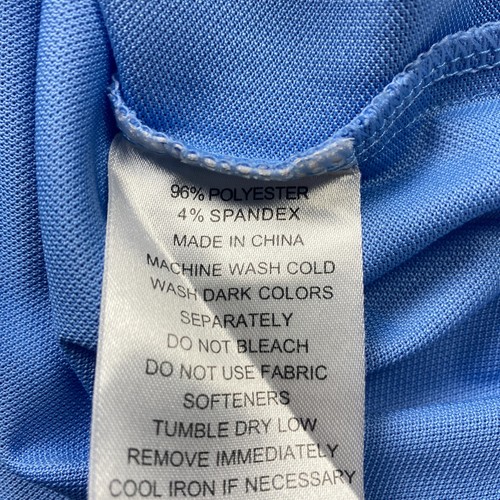 96% POLYESTER
4% SPANDEX
MADE IN CHINA
MACHINE WASH COLD
WASH DARK COLORS
SEPARATELY
DO NOT BLEACH
DO NOT USE FABRIC
SOFTENERS
TUMBLE DRY LOW
REMOVE IMMEDIATELY
COOL IRON IF NECESSARY